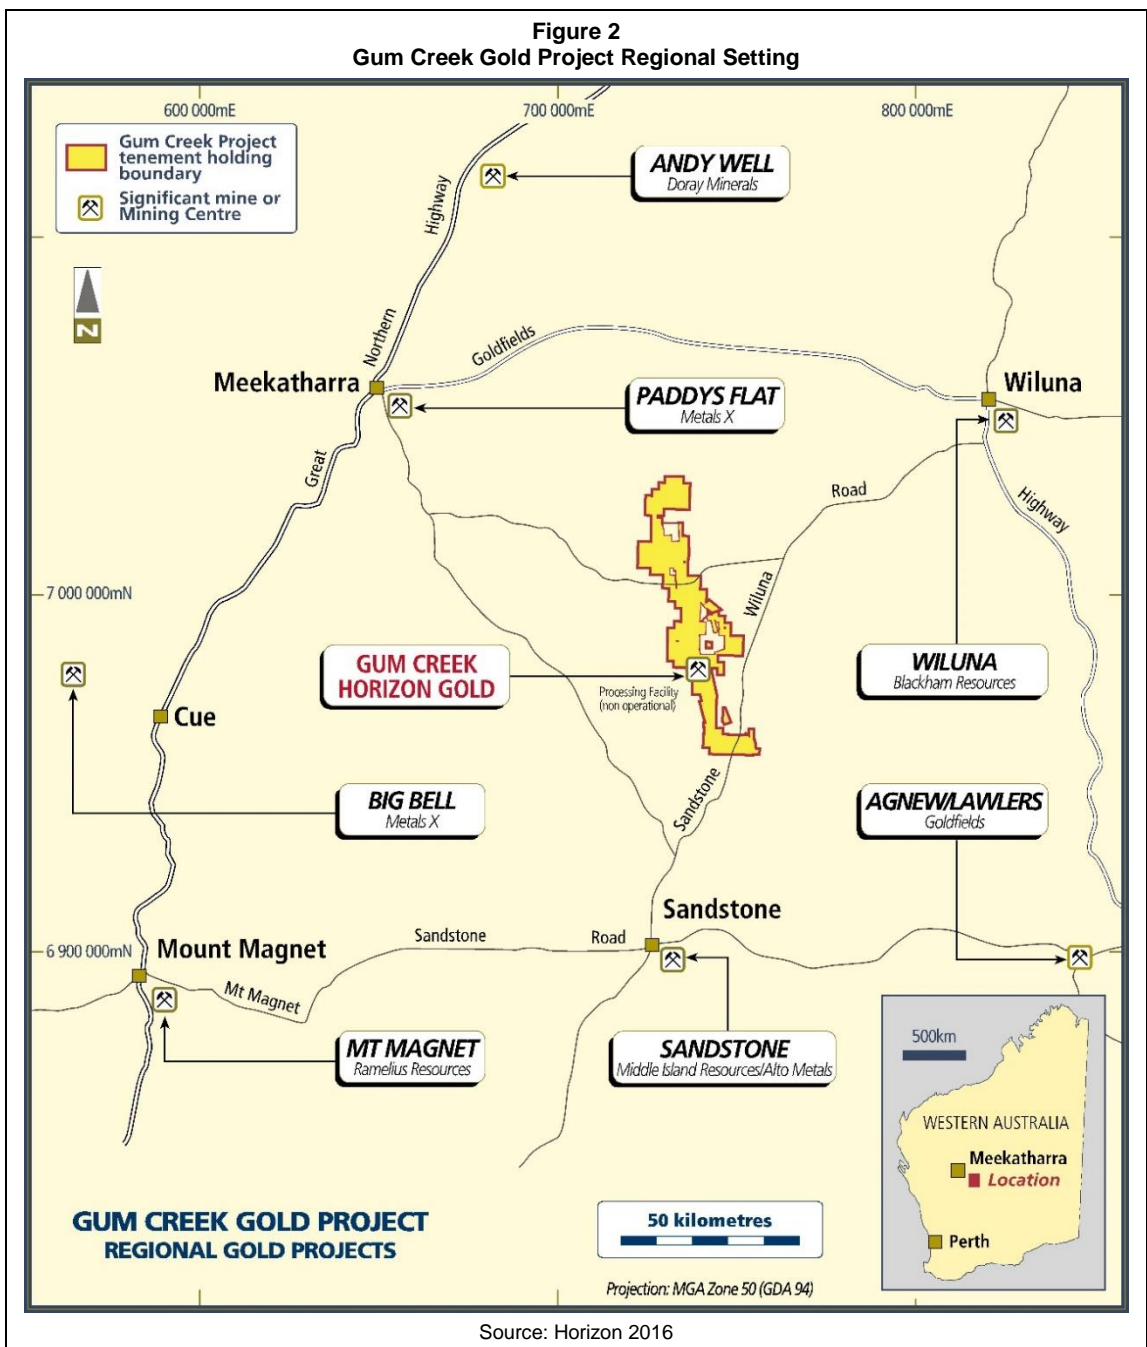 Figure 2
Gum Creek Gold Project Regional Setting
600 000mE
700 000mE
800 000mE
Gum Creek Project
tenement holding
boundary
Significant mine or
Mining Centre
N
ANDY WELL
Doray Minerals
Highway
Northern
Goldfields
Meekatharra
Wiluna
PADDYS FLAT
Metals X
Great
Road
Highway
7 000 000mN
Wiluna
GUM CREEK
HORIZON GOLD
Processing Facility
(non operational)
WILUNA
Blackham Resources
Cue
BIG BELL
Metals X
Sandstone
AGNEW/LAWLERS
Goldfields
Sandstone
6 900 000mN
Mount Magnet
Sandstone
Road
Mt Magnet
MT MAGNET
Ramelius Resources
SANDSTONE
Middle Island Resources/Alto Metals
500km
WESTERN AUSTRALIA
Meekatharra
Location
Perth
GUM CREEK GOLD PROJECT
REGIONAL GOLD PROJECTS
50 kilometres
Projection: MGA Zone 50 (GDA 94)
Source: Horizon 2016